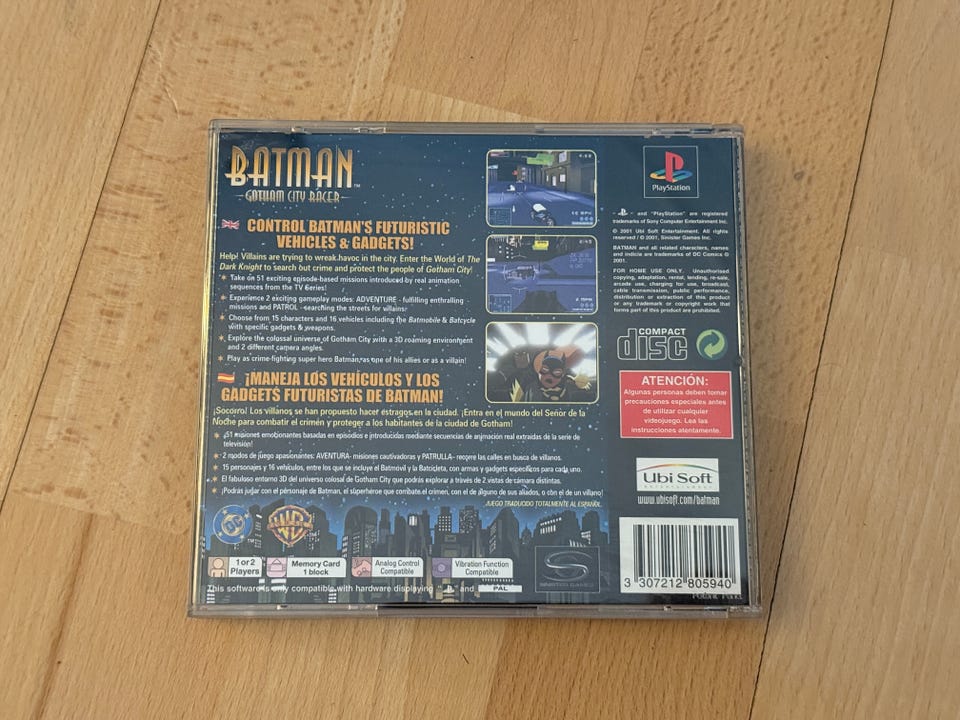 BATMAN™
GOTHAM CITY RACER
CONTROL BATMAN'S FUTURISTIC
VEHICLES & GADGETS!
Help! Villains are trying to wreak havoc in the city. Enter the World of The
Dark Knight to search out crime and protect the people of Gotham City!
Take on 51 exciting episode-based missions introduced by real animation
sequences from the TV Series!
Experience 2 exciting gameplay modes: ADVENTURE - fulfilling enthralling
missions and PATROL -searching the streets for villains!
Choose from 15 characters and 16 vehicles including the Batmobile & Batcycle
with specific gadgets & weapons.
Explore the colossal universe of Gotham City with a 3D roaming environment
and 2 different camera angles.
Play as crime-fighting super hero Batman, as one of his allies or as a villain!
¡MANEJA LOS VEHÍCULOS Y LOS
GADGETS FUTURISTAS DE BATMAN!
¡Socorro! Los villanos se han propuesto hacer estragos en la ciudad. ¡Entra en el mundo del Señor de la
Noche para combatir el crimen y proteger a los habitantes de la ciudad de Gotham!
¡51 misiones emocionantes basadas en episodios e introducidas mediante secuencias de animación real extraídas de la serie de
televisión!
2 modos de juego apasionantes: AVENTURA- misiones cautivadoras y PATRULLA- recorre las calles en busca de villanos.
15 personajes y 16 vehículos, entre los que se incluye el Batmóvil y la Batcicleta, con armas y gadgets específicos para cada uno.
El fabuloso entorno 3D del universo colosal de Gotham City que podrás explorar a través de 2 vistas de cámara distintas.
¡Podrás jugar con el personaje de Batman, el superhéroe que combate el crimen, con el de alguno de sus aliados, o con el de un villano!
JUEGO TRADUCIDO TOTALMENTE AL ESPAÑOL.
DC
WB
1 or 2
Players
Memory Card
1 block
Analog Control
Compatible
Vibration Function
Compatible
This software is only compatible with hardware displaying and PAL
SINISTER GAMES
PlayStation
- and "PlayStation" are registered
trademarks of Sony Computer Entertainment Inc.
© 2001 Ubi Soft Entertainment. All rights
reserved / © 2001, Sinister Games Inc.
BATMAN and all related characters, names
and indicia are trademarks of DC Comics ©
2001.
FOR HOME USE ONLY. Unauthorised
copying, adaptation, rental, lending, re-sale,
arcade use, charging for use, broadcast,
cable transmission, public performance,
distribution or extraction of this product
or any trademark or copyright work that
forms part of this product are prohibited.
COMPACT
disc
ATENCIÓN:
Algunas personas deben tomar
precauciones especiales antes
de utilizar cualquier
videojuego. Lea las
instrucciones atentamente.
Ubi Soft
Entertainment
www.ubisoft.com/batman
3 307212 805940